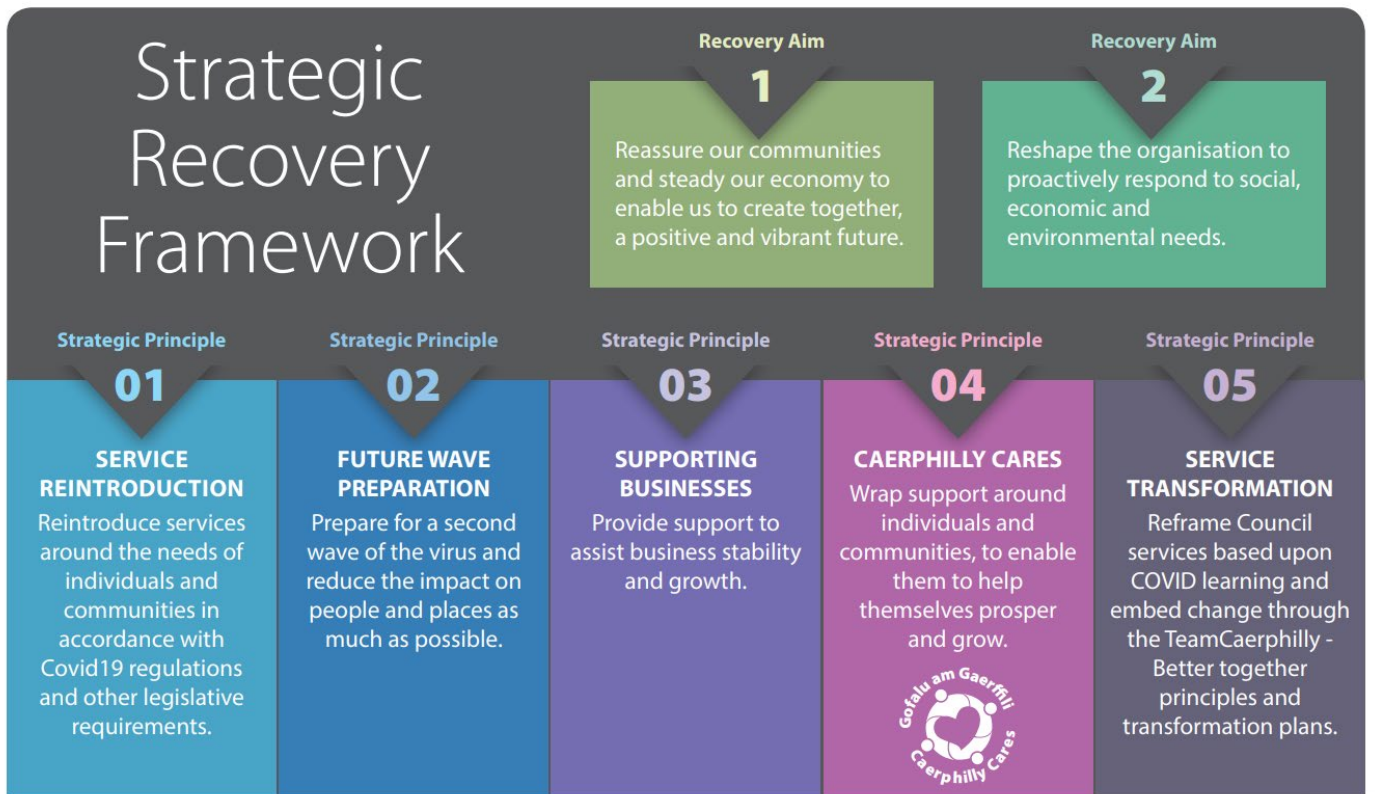 Strategic
Recovery
Framework
Recovery Aim
1
Reassure our communities
and steady our economy to
enable us to create together,
a positive and vibrant future.
Recovery Aim
2
Reshape the organisation to
proactively respond to social,
economic and
environmental needs.
Strategic Principle
01
SERVICE
REINTRODUCTION
Reintroduce services
around the needs of
individuals and
communities in
accordance with
Covid19 regulations
and other legislative
requirements.
Strategic Principle
02
FUTURE WAVE
PREPARATION
Prepare for a second
wave of the virus and
reduce the impact on
people and places as
much as possible.
Strategic Principle
03
SUPPORTING
BUSINESSES
Provide support to
assist business stability
and growth.
Strategic Principle
04
CAERPHILLY CARES
Wrap support around
individuals and
communities, to enable
them to help
themselves prosper
and grow.
Gofalu am Gaerffili
Caerphilly Cares
Strategic Principle
05
SERVICE
TRANSFORMATION
Reframe Council
services based upon
COVID learning and
embed change through
the TeamCaerphilly -
Better together
principles and
transformation plans.